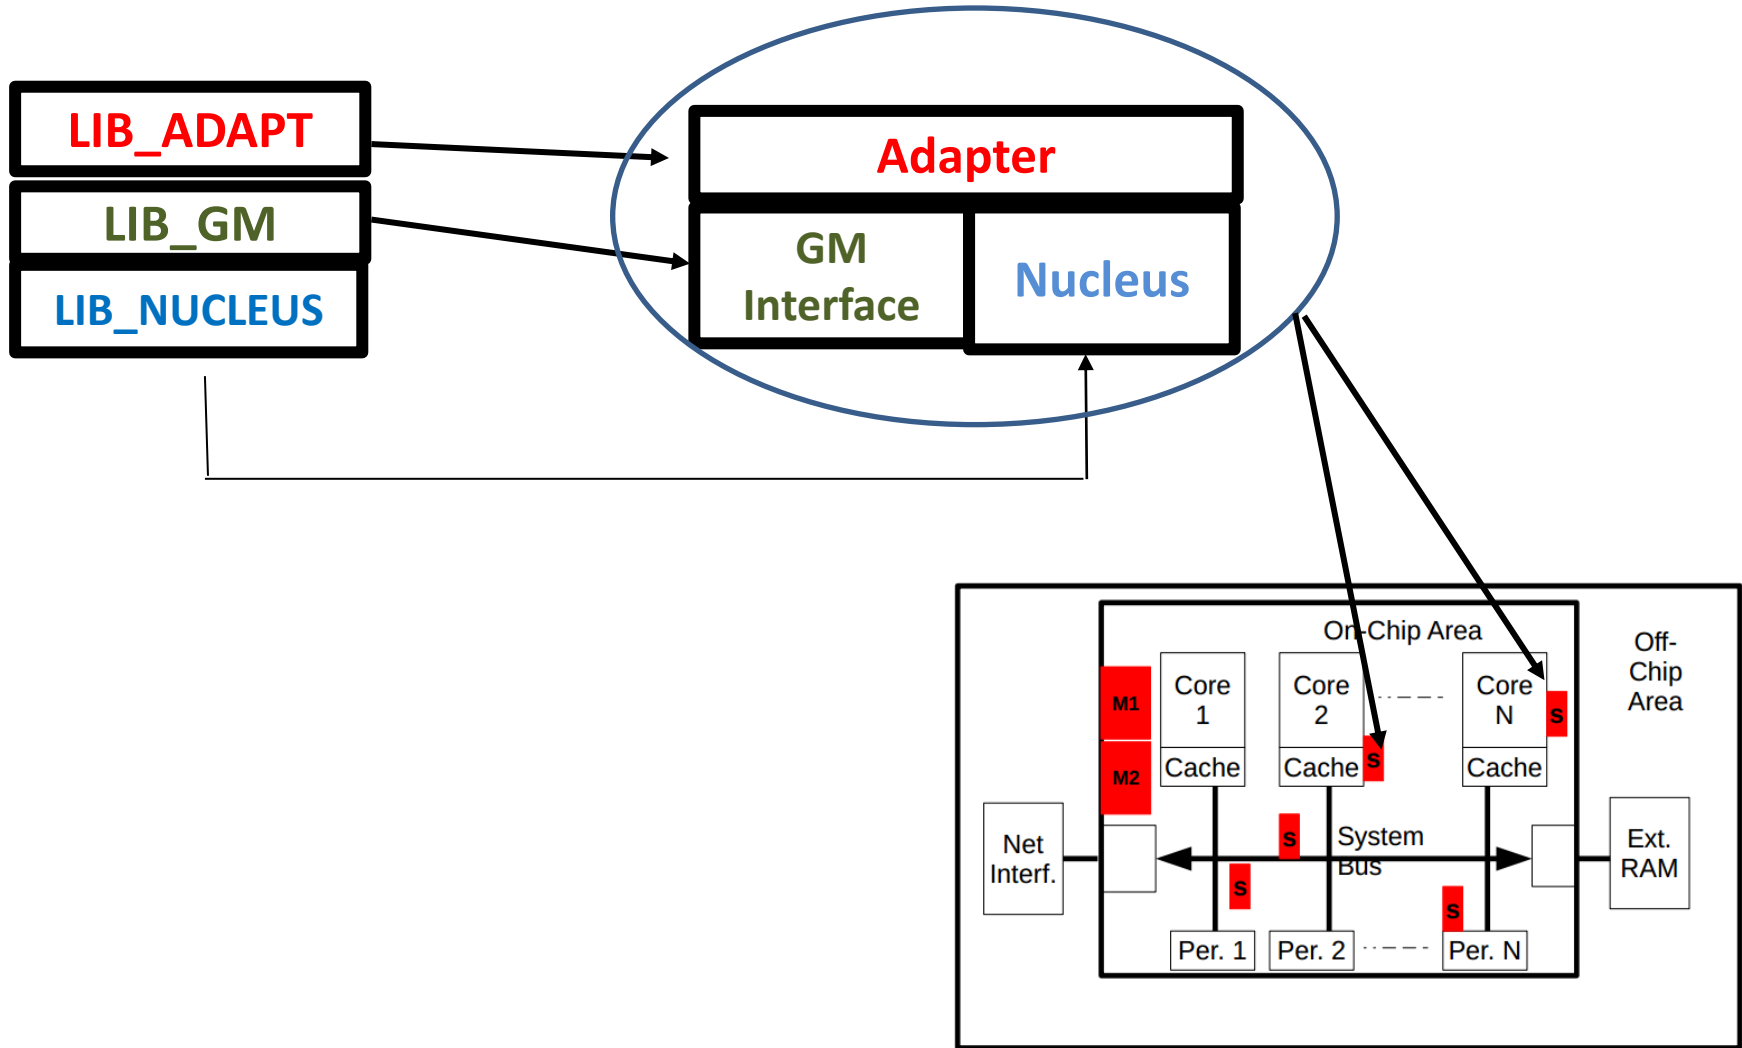 LIB_ADAPT
LIB_GM
LIB_NUCLEUS
Adapter
GM
Interface
Nucleus
On-Chip Area
Off-
Chip
Area
M1
M2
Core
1
Cache
Core
2
Cache
s
Core
N
Cache
s
Net
Interf.
s
System
Bus
s
s
Ext.
RAM
Per. 1
Per. 2
Per. N